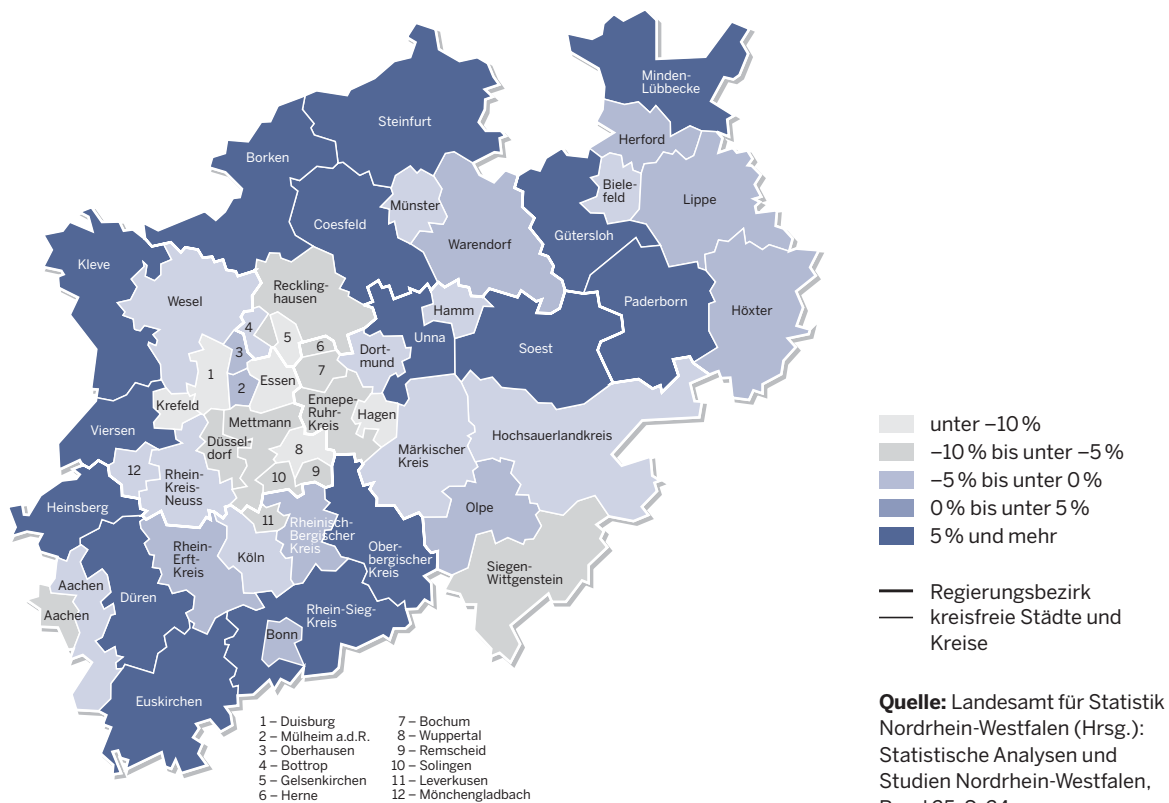 Minden-
Lübbecke
Steinfurt
Herford
Borken
Biele-
feld
Lippe
Münster
Coesfeld
Gütersloh
Warendorf
Kleve
Reckling-
hausen
Wesel
Paderborn
Höxter
Hamm
4
5
Unna
6
3
Dort-
mund
Soest
7
1
Essen
2
Ennepe-
Ruhr-
Kreis
Krefeld
Hagen
Mettmann
Viersen
Düssel-
dorf
Hochsauerlandkreis
8
Märkischer
Kreis
12
9
10
Rhein-
Kreis-
Neuss
Heinsberg
Olpe
11
Rheinisch-
Bergischer
Kreis
Rhein-
Erft-
Kreis
Köln
Ober-
bergischer
Kreis
Siegen-
Wittgenstein
Aachen
Düren
Aachen
Rhein-Sieg-
Kreis
Bonn
Euskirchen
1 – Duisburg
2 – Mülheim a.d.R.
3 – Oberhausen
4 – Bottrop
5 – Gelsenkirchen
6 – Herne
7 – Bochum
8 – Wuppertal
9 – Remscheid
10 – Solingen
11 – Leverkusen
12 – Mönchengladbach
unter –10 %
–10 % bis unter –5 %
–5 % bis unter 0 %
0 % bis unter 5 %
5 % und mehr
Regierungsbezirk
kreisfreie Städte und
Kreise
Quelle: Landesamt für Statistik
Nordrhein-Westfalen (Hrsg.):
Statistische Analysen und
Studien Nordrhein-Westfalen,